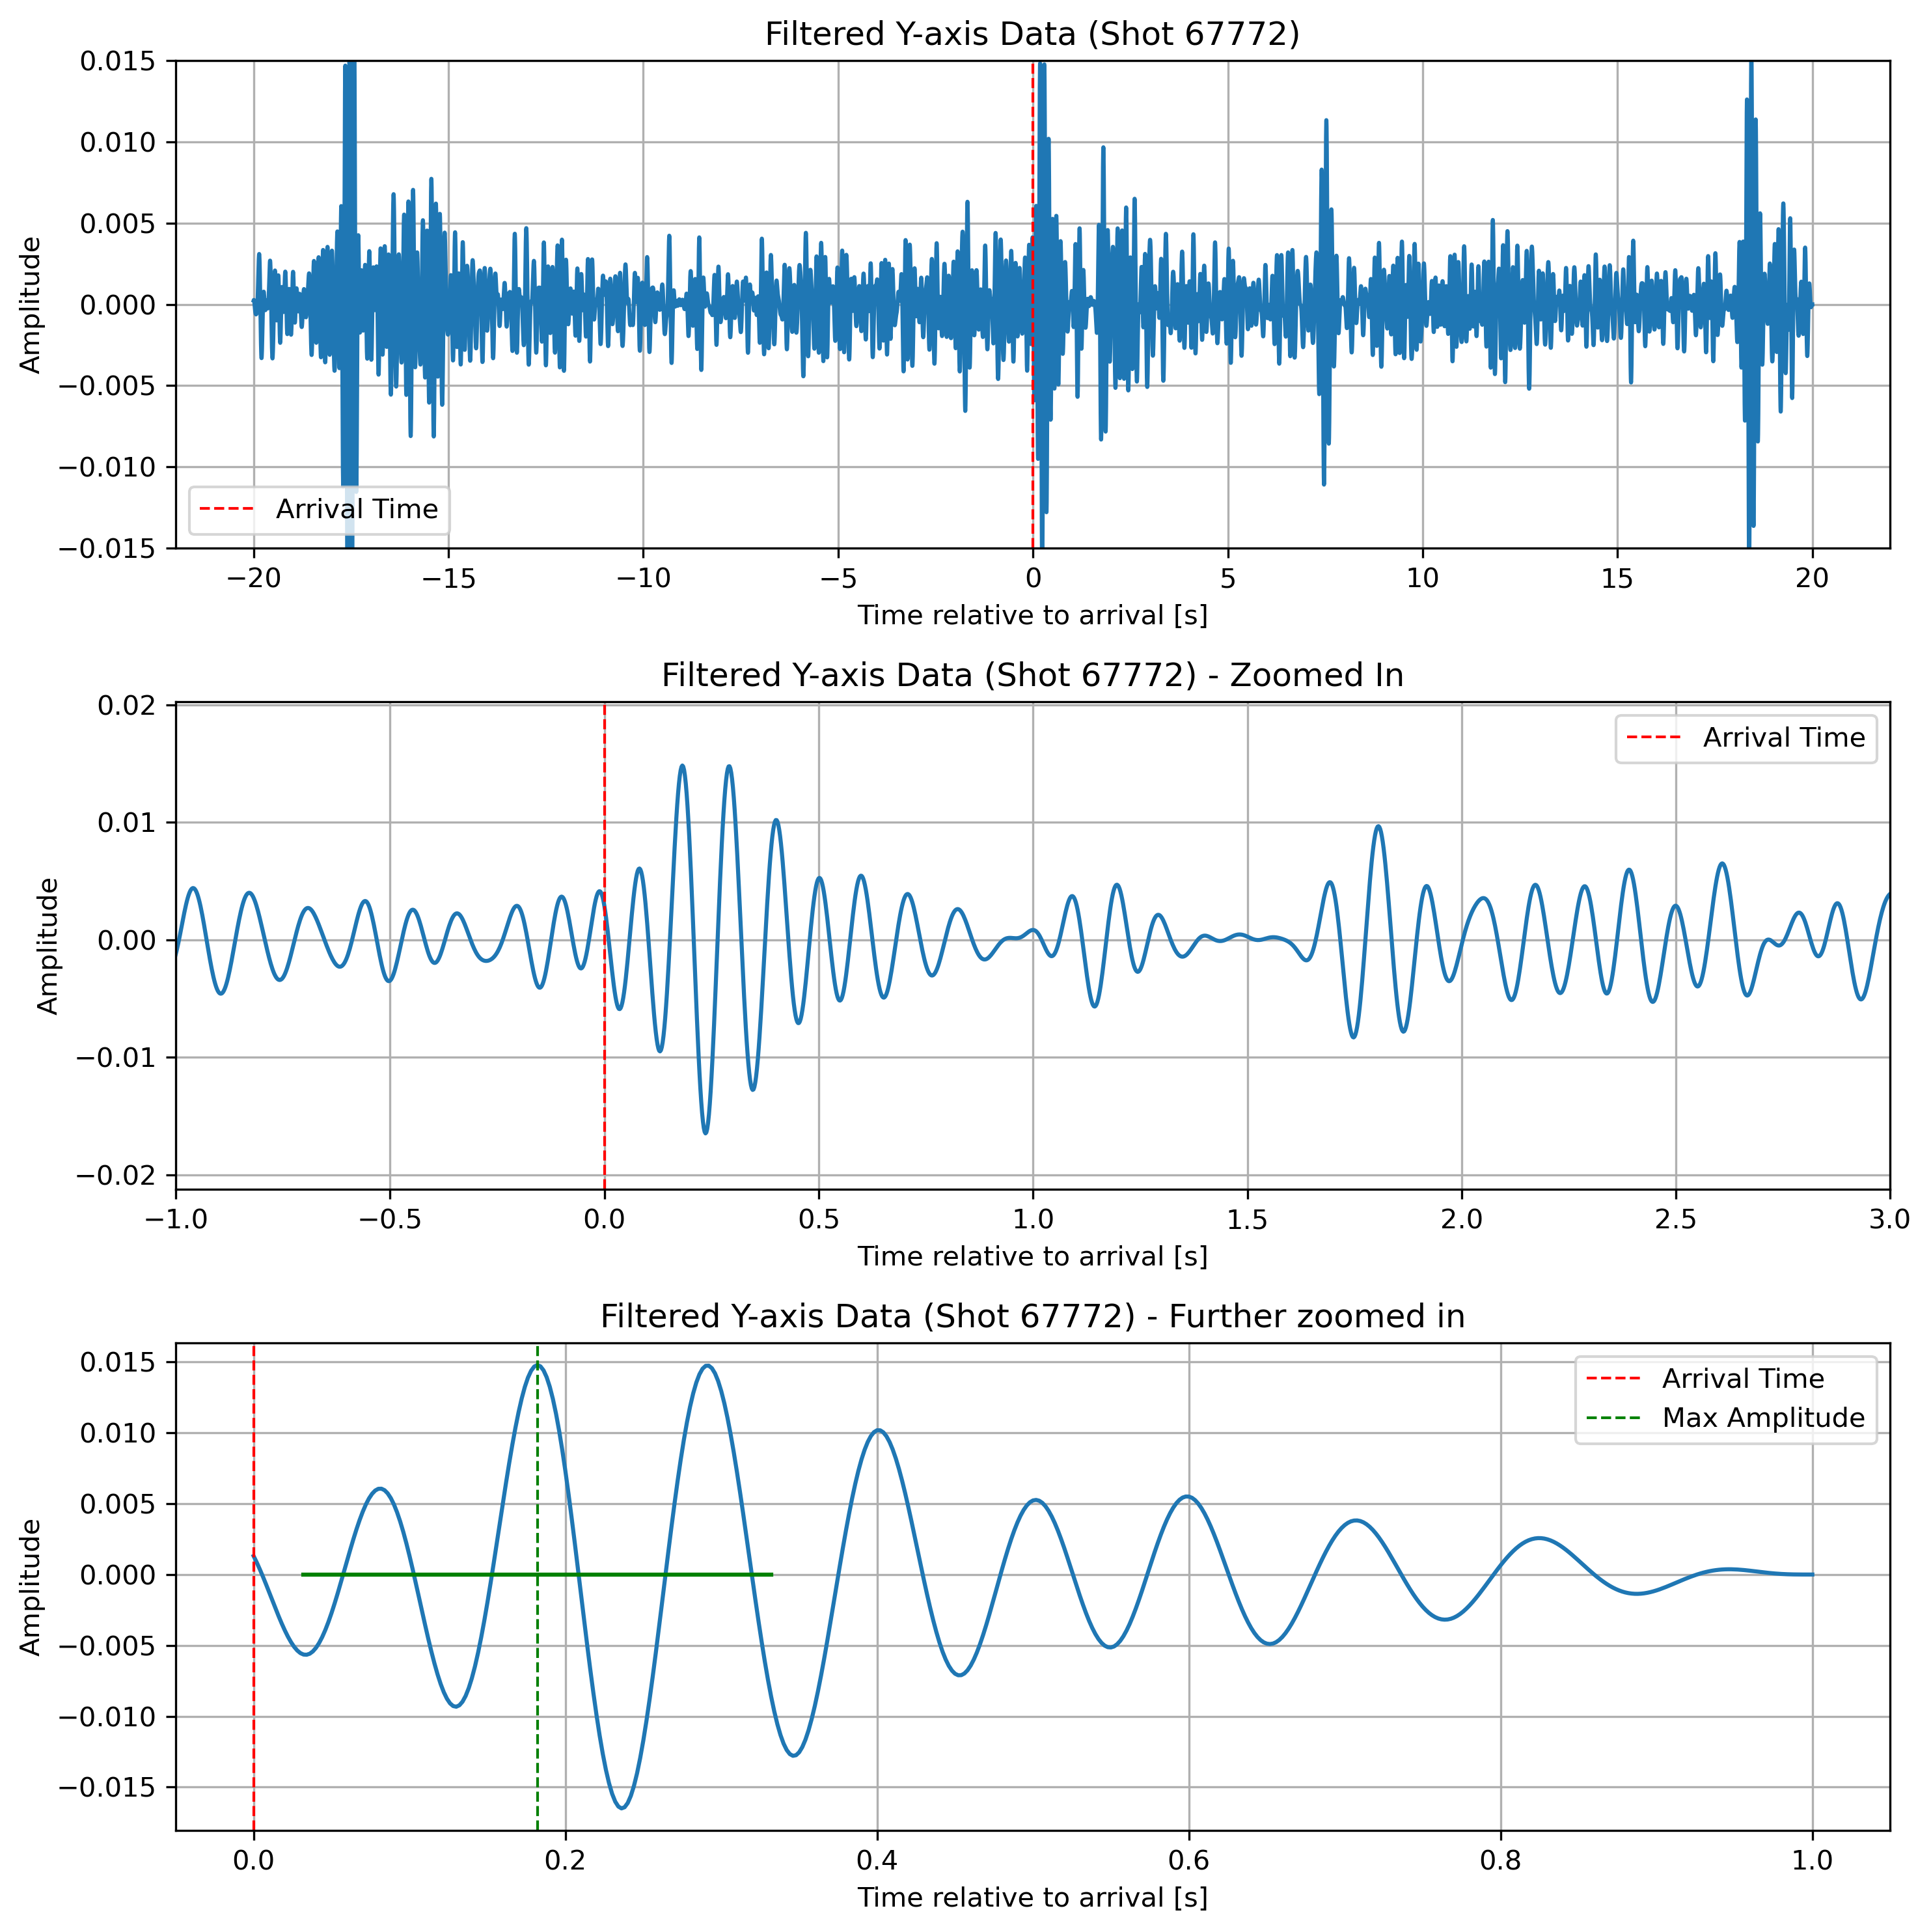 Filtered Y-axis Data (Shot 67772)
0.015
0.010
0.005
0.000
−0.005
−0.010
−0.015
Amplitude
Arrival Time
−20 −15 −10 −5 0 5 10 15 20
Time relative to arrival [s]
Filtered Y-axis Data (Shot 67772) - Zoomed In
0.02
0.01
0.00
−0.01
−0.02
Amplitude
Arrival Time
−1.0 −0.5 0.0 0.5 1.0 1.5 2.0 2.5 3.0
Time relative to arrival [s]
Filtered Y-axis Data (Shot 67772) - Further zoomed in
0.015
0.010
0.005
0.000
−0.005
−0.010
−0.015
Amplitude
Arrival Time
Max Amplitude
0.0 0.2 0.4 0.6 0.8 1.0
Time relative to arrival [s]